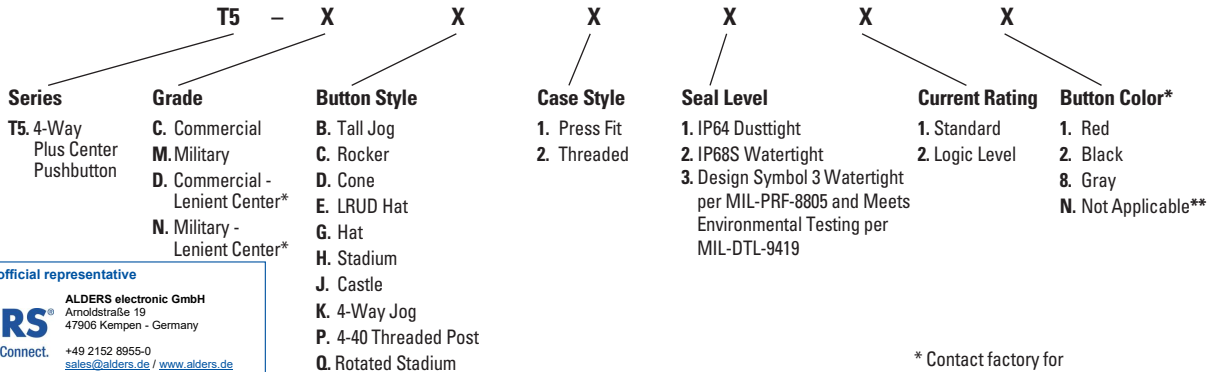 T5 – X X X X X X
Series
T5. 4-Way
Plus Center
Pushbutton
Grade
C. Commercial
M. Military
D. Commercial -
Lenient Center*
N. Military -
Lenient Center*
Button Style
B. Tall Jog
C. Rocker
D. Cone
E. LRUD Hat
G. Hat
H. Stadium
J. Castle
K. 4-Way Jog
P. 4-40 Threaded Post
Q. Rotated Stadium
Case Style
1. Press Fit
2. Threaded
Seal Level
1. IP64 Dusttight
2. IP68S Watertight
3. Design Symbol 3 Watertight
per MIL-PRF-8805 and Meets
Environmental Testing per
MIL-DTL-9419
Current Rating
1. Standard
2. Logic Level
Button Color*
1. Red
2. Black
8. Gray
N. Not Applicable**
official representative
RS®
Connect.
ALDERS electronic GmbH
Arnoldstraße 19
47906 Kempen - Germany
+49 2152 8955-0
sales@alders.de / www.alders.de
* Contact factory for